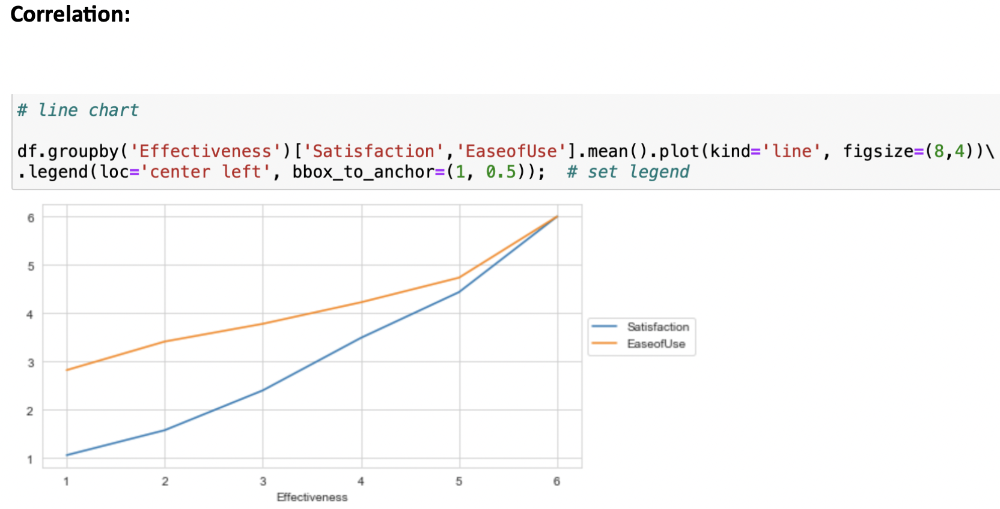 Correlation:
# line chart
df.groupby('Effectiveness')['Satisfaction','EaseofUse'].mean().plot(kind='line', figsize=(8,4))\
.legend(loc='center left', bbox_to_anchor=(1, 0.5));  # set legend
6
5
4
3
2
1
Satisfaction
EaseofUse
1 2 3 4 5 6
Effectiveness